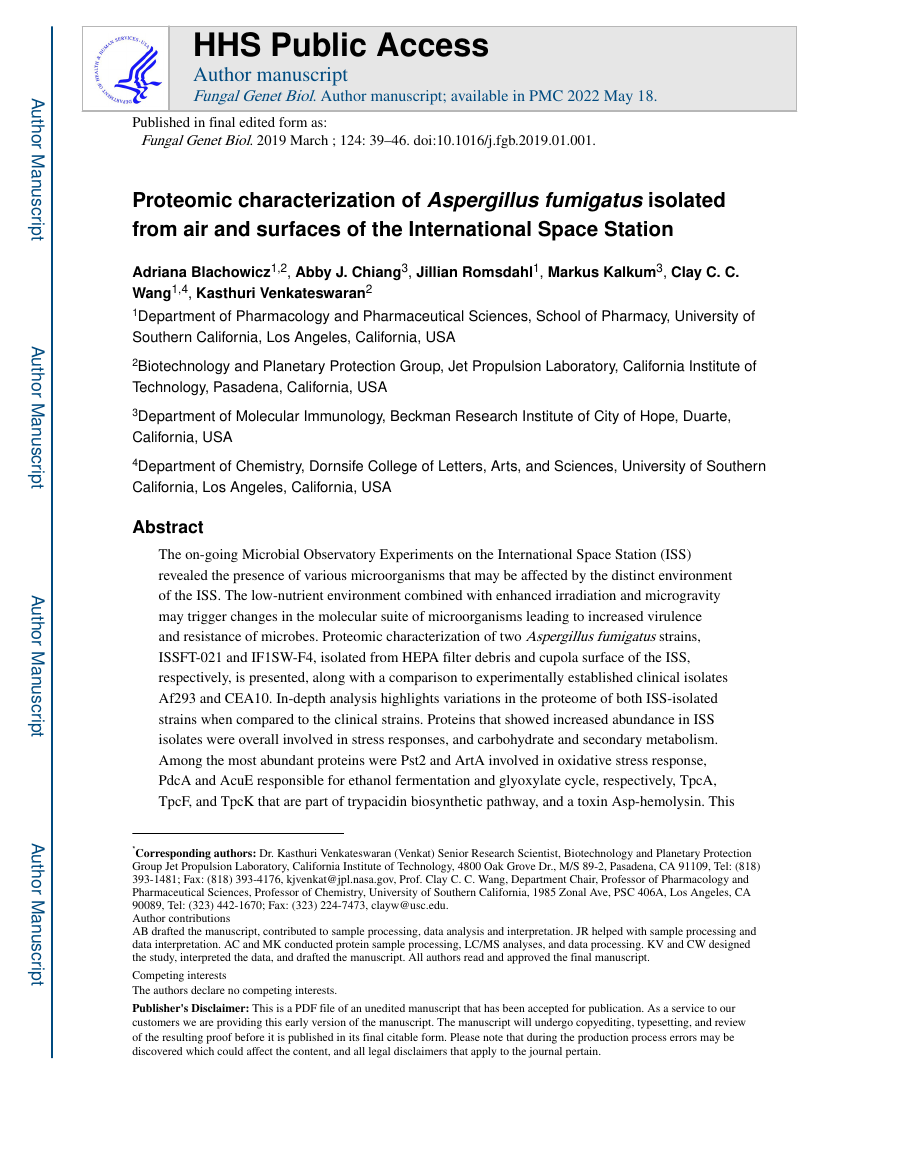 HHS Public Access
Author manuscript
Fungal Genet Biol. Author manuscript; available in PMC 2022 May 18.
Published in final edited form as:
Fungal Genet Biol. 2019 March ; 124: 39–46. doi:10.1016/j.fgb.2019.01.001.
Proteomic characterization of Aspergillus fumigatus isolated
from air and surfaces of the International Space Station
Adriana Blachowicz1,2, Abby J. Chiang3, Jillian Romsdahl1, Markus Kalkum3, Clay C. C.
Wang1,4, Kasthuri Venkateswaran2
1Department of Pharmacology and Pharmaceutical Sciences, School of Pharmacy, University of
Southern California, Los Angeles, California, USA
2Biotechnology and Planetary Protection Group, Jet Propulsion Laboratory, California Institute of
Technology, Pasadena, California, USA
3Department of Molecular Immunology, Beckman Research Institute of City of Hope, Duarte,
California, USA
4Department of Chemistry, Dornsife College of Letters, Arts, and Sciences, University of Southern
California, Los Angeles, California, USA
Abstract
The on-going Microbial Observatory Experiments on the International Space Station (ISS)
revealed the presence of various microorganisms that may be affected by the distinct environment
of the ISS. The low-nutrient environment combined with enhanced irradiation and microgravity
may trigger changes in the molecular suite of microorganisms leading to increased virulence
and resistance of microbes. Proteomic characterization of two Aspergillus fumigatus strains,
ISSFT-021 and IF1SW-F4, isolated from HEPA filter debris and cupola surface of the ISS,
respectively, is presented, along with a comparison to experimentally established clinical isolates
Af293 and CEA10. In-depth analysis highlights variations in the proteome of both ISS-isolated
strains when compared to the clinical strains. Proteins that showed increased abundance in ISS
isolates were overall involved in stress responses, and carbohydrate and secondary metabolism.
Among the most abundant proteins were Pst2 and ArtA involved in oxidative stress response,
PdcA and AcuE responsible for ethanol fermentation and glyoxylate cycle, respectively, TpcA,
TpcF, and TpcK that are part of trypacidin biosynthetic pathway, and a toxin Asp-hemolysin. This
*Corresponding authors: Dr. Kasthuri Venkateswaran (Venkat) Senior Research Scientist, Biotechnology and Planetary Protection
Group Jet Propulsion Laboratory, California Institute of Technology, 4800 Oak Grove Dr., M/S 89-2, Pasadena, CA 91109, Tel: (818)
393-1481; Fax: (818) 393-4176, kjvenkat@jpl.nasa.gov, Prof. Clay C. C. Wang, Department Chair, Professor of Pharmacology and
Pharmaceutical Sciences, Professor of Chemistry, University of Southern California, 1985 Zonal Ave, PSC 406A, Los Angeles, CA
90089, Tel: (323) 442-1670; Fax: (323) 224-7473, clayw@usc.edu.
Author contributions
AB drafted the manuscript, contributed to sample processing, data analysis and interpretation. JR helped with sample processing and
data interpretation. AC and MK conducted protein sample processing, LC/MS analyses, and data processing. KV and CW designed
the study, interpreted the data, and drafted the manuscript. All authors read and approved the final manuscript.
Competing interests
The authors declare no competing interests.
Publisher's Disclaimer: This is a PDF file of an unedited manuscript that has been accepted for publication. As a service to our
customers we are providing this early version of the manuscript. The manuscript will undergo copyediting, typesetting, and review
of the resulting proof before it is published in its final citable form. Please note that during the production process errors may be
discovered which could affect the content, and all legal disclaimers that apply to the journal pertain.
Author Manuscript
Author Manuscript
Author Manuscript
Author Manuscript
DEPARTMENT OF HEALTH & HUMAN SERVICES · USA